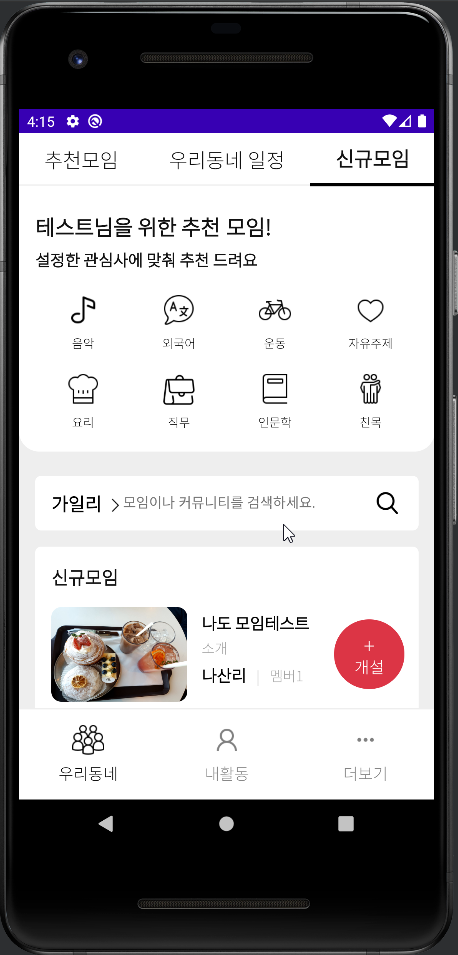 4:15
추천모임 우리동네 일정 신규모임
테스트님을 위한 추천 모임!
설정한 관심사에 맞춰 추천 드려요
음악 외국어 운동 자유주제
요리 직무 인문학 친목
가일리 > 모임이나 커뮤니티를 검색하세요.
신규모임
나도 모임테스트
소개
나산리 | 멤버1
+
개설
우리동네 내활동 더보기